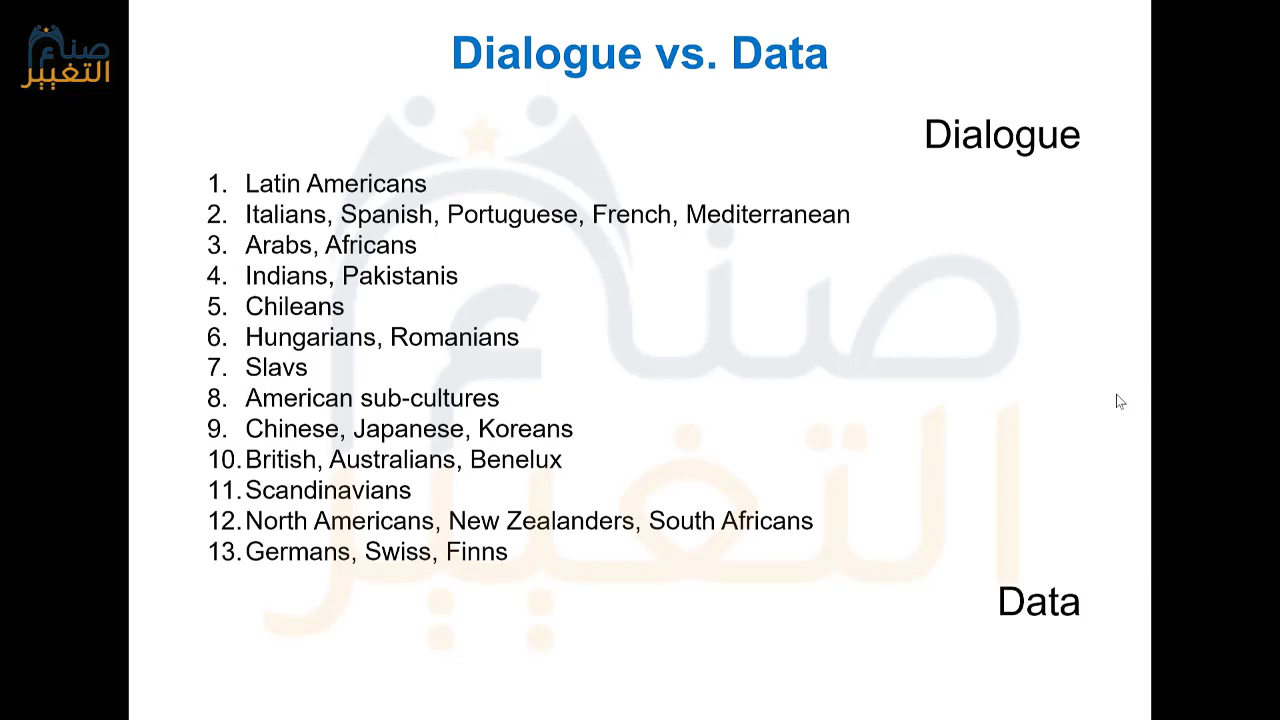 صناع
التغيير
Dialogue vs. Data
Dialogue
1. Latin Americans
2. Italians, Spanish, Portuguese, French, Mediterranean
3. Arabs, Africans
4. Indians, Pakistanis
5. Chileans
6. Hungarians, Romanians
7. Slavs
8. American sub-cultures
9. Chinese, Japanese, Koreans
10. British, Australians, Benelux
11. Scandinavians
12. North Americans, New Zealanders, South Africans
13. Germans, Swiss, Finns
Data
صناع
التغيير